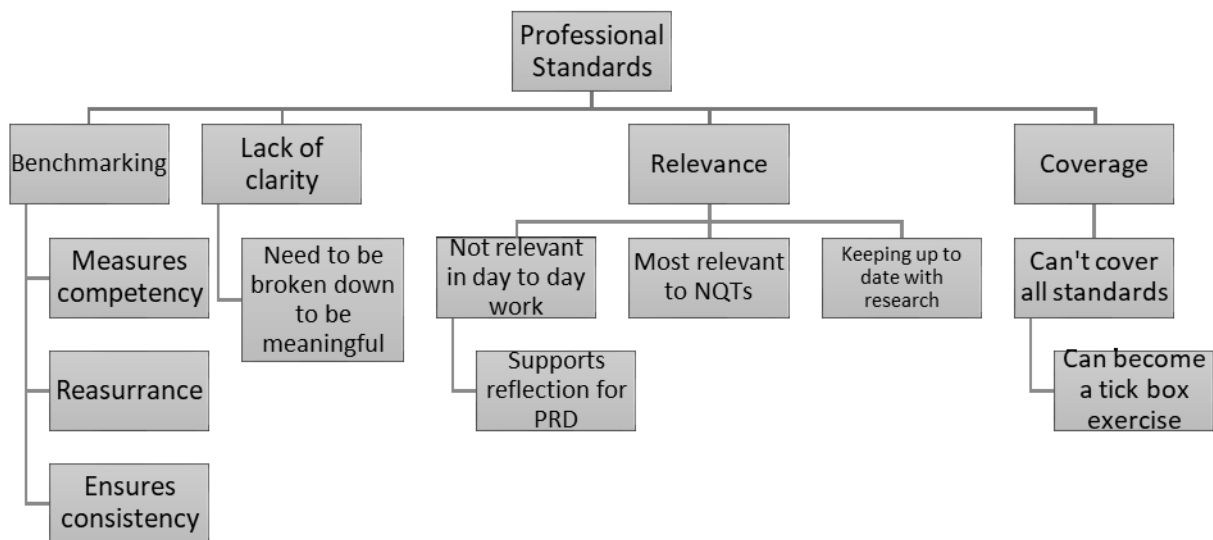 Professional
Standards
Benchmarking
Lack of
clarity
Relevance
Coverage
Measures
competency
Need to be
broken down
to be
meaningful
Not relevant
in day to day
work
Most relevant
to NQTs
Keeping up to
date with
research
Can't cover
all standards
Reasurrance
Supports
reflection for
PRD
Can become
a tick box
exercise
Ensures
consistency